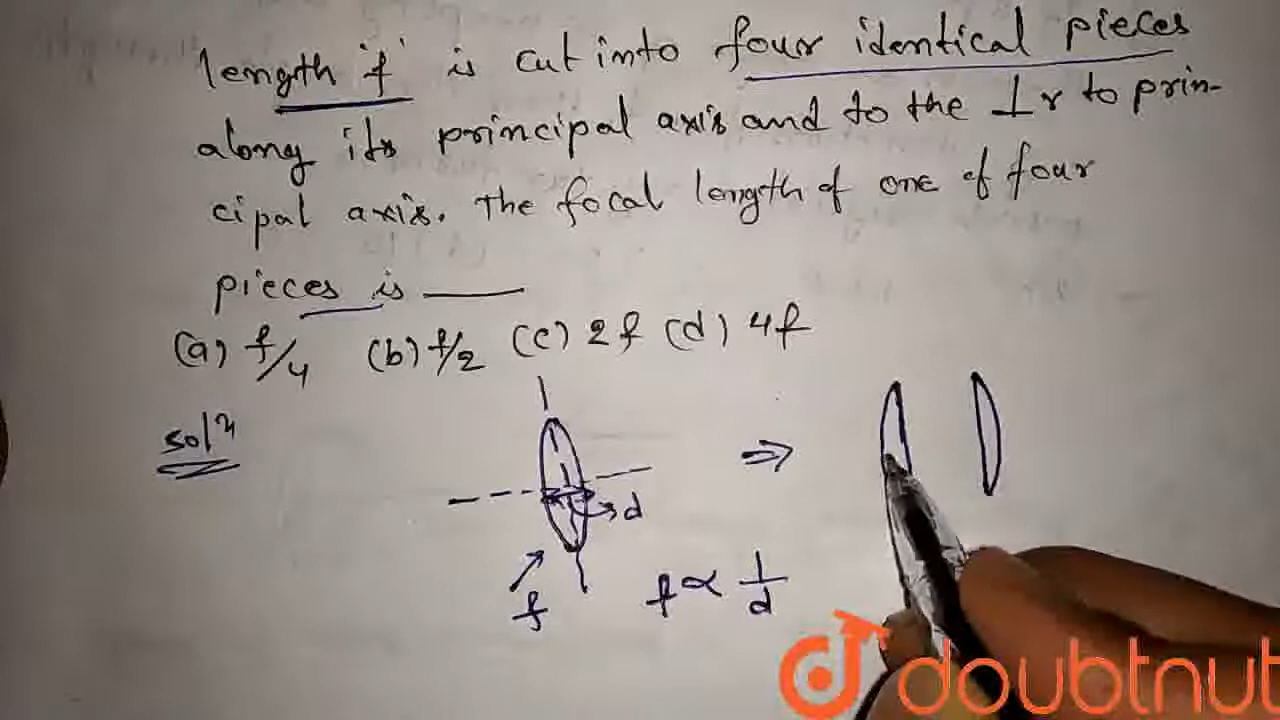 length 'f' is cut into four identical pieces
along its principal axis and to the ⊥r to prin-
cipal axis. The focal length of one of four
pieces is ___
(a) f/4 (b) f/2 (c) 2f (d) 4f
Solⁿ
⇒
d
f
f ∝ 1/d
doubtnut